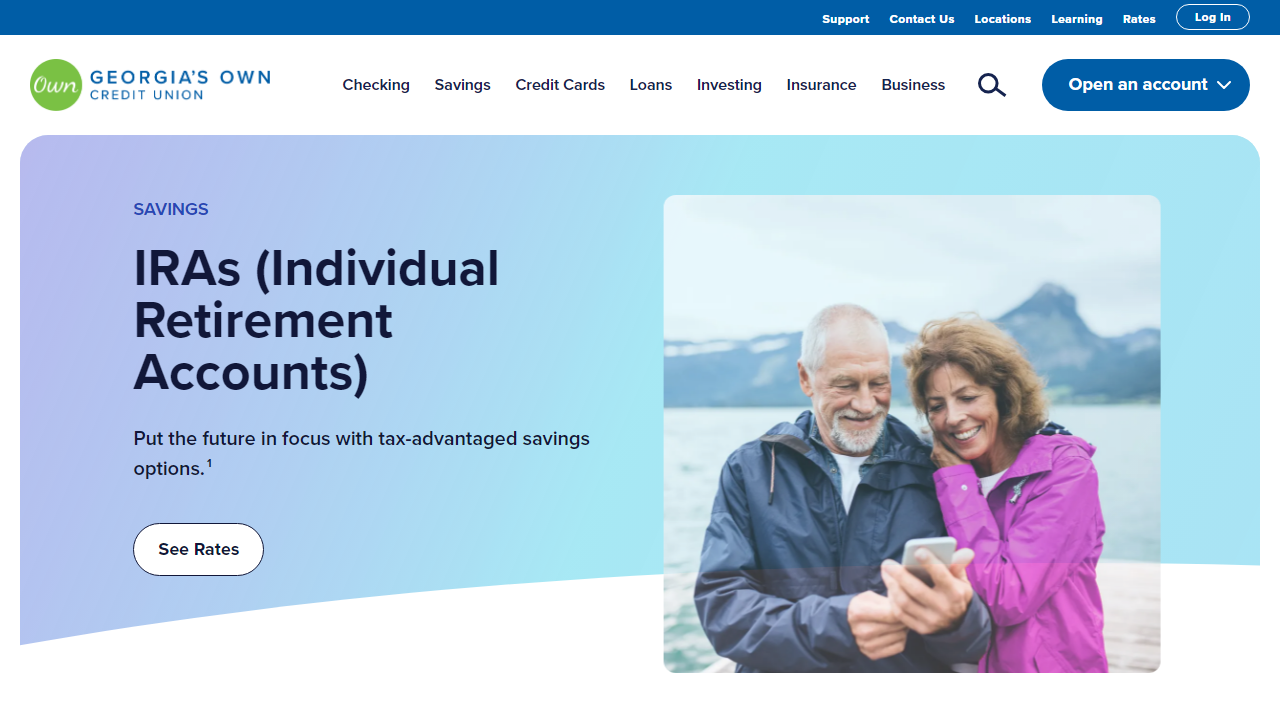 Support Contact Us Locations Learning Rates Log In
Own GEORGIA'S OWN
CREDIT UNION
Checking Savings Credit Cards Loans Investing Insurance Business Open an account
SAVINGS
IRAs (Individual
Retirement
Accounts)
Put the future in focus with tax-advantaged savings
options.¹
See Rates